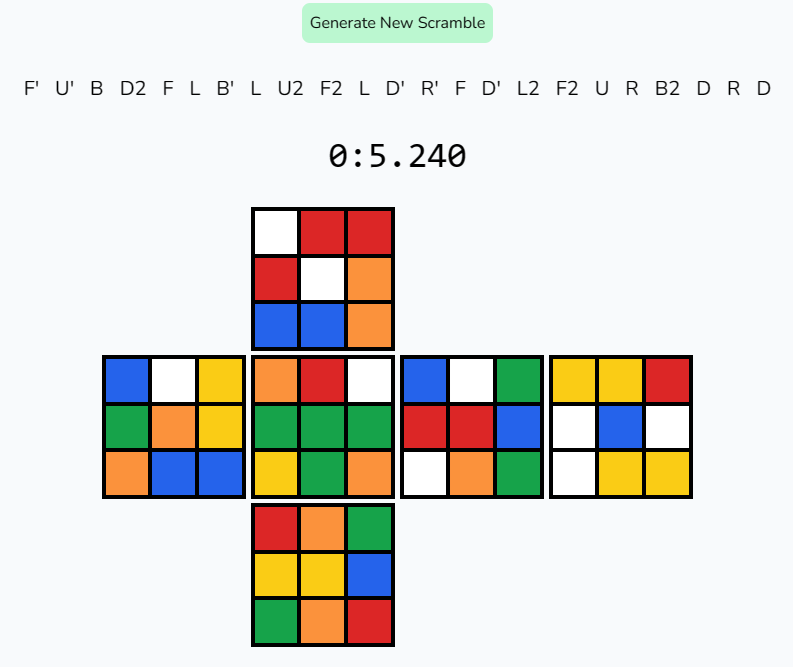 Generate New Scramble
F' U' B D2 F L B' L U2 F2 L D' R' F D' L2 F2 U R B2 D R D
0:5.240